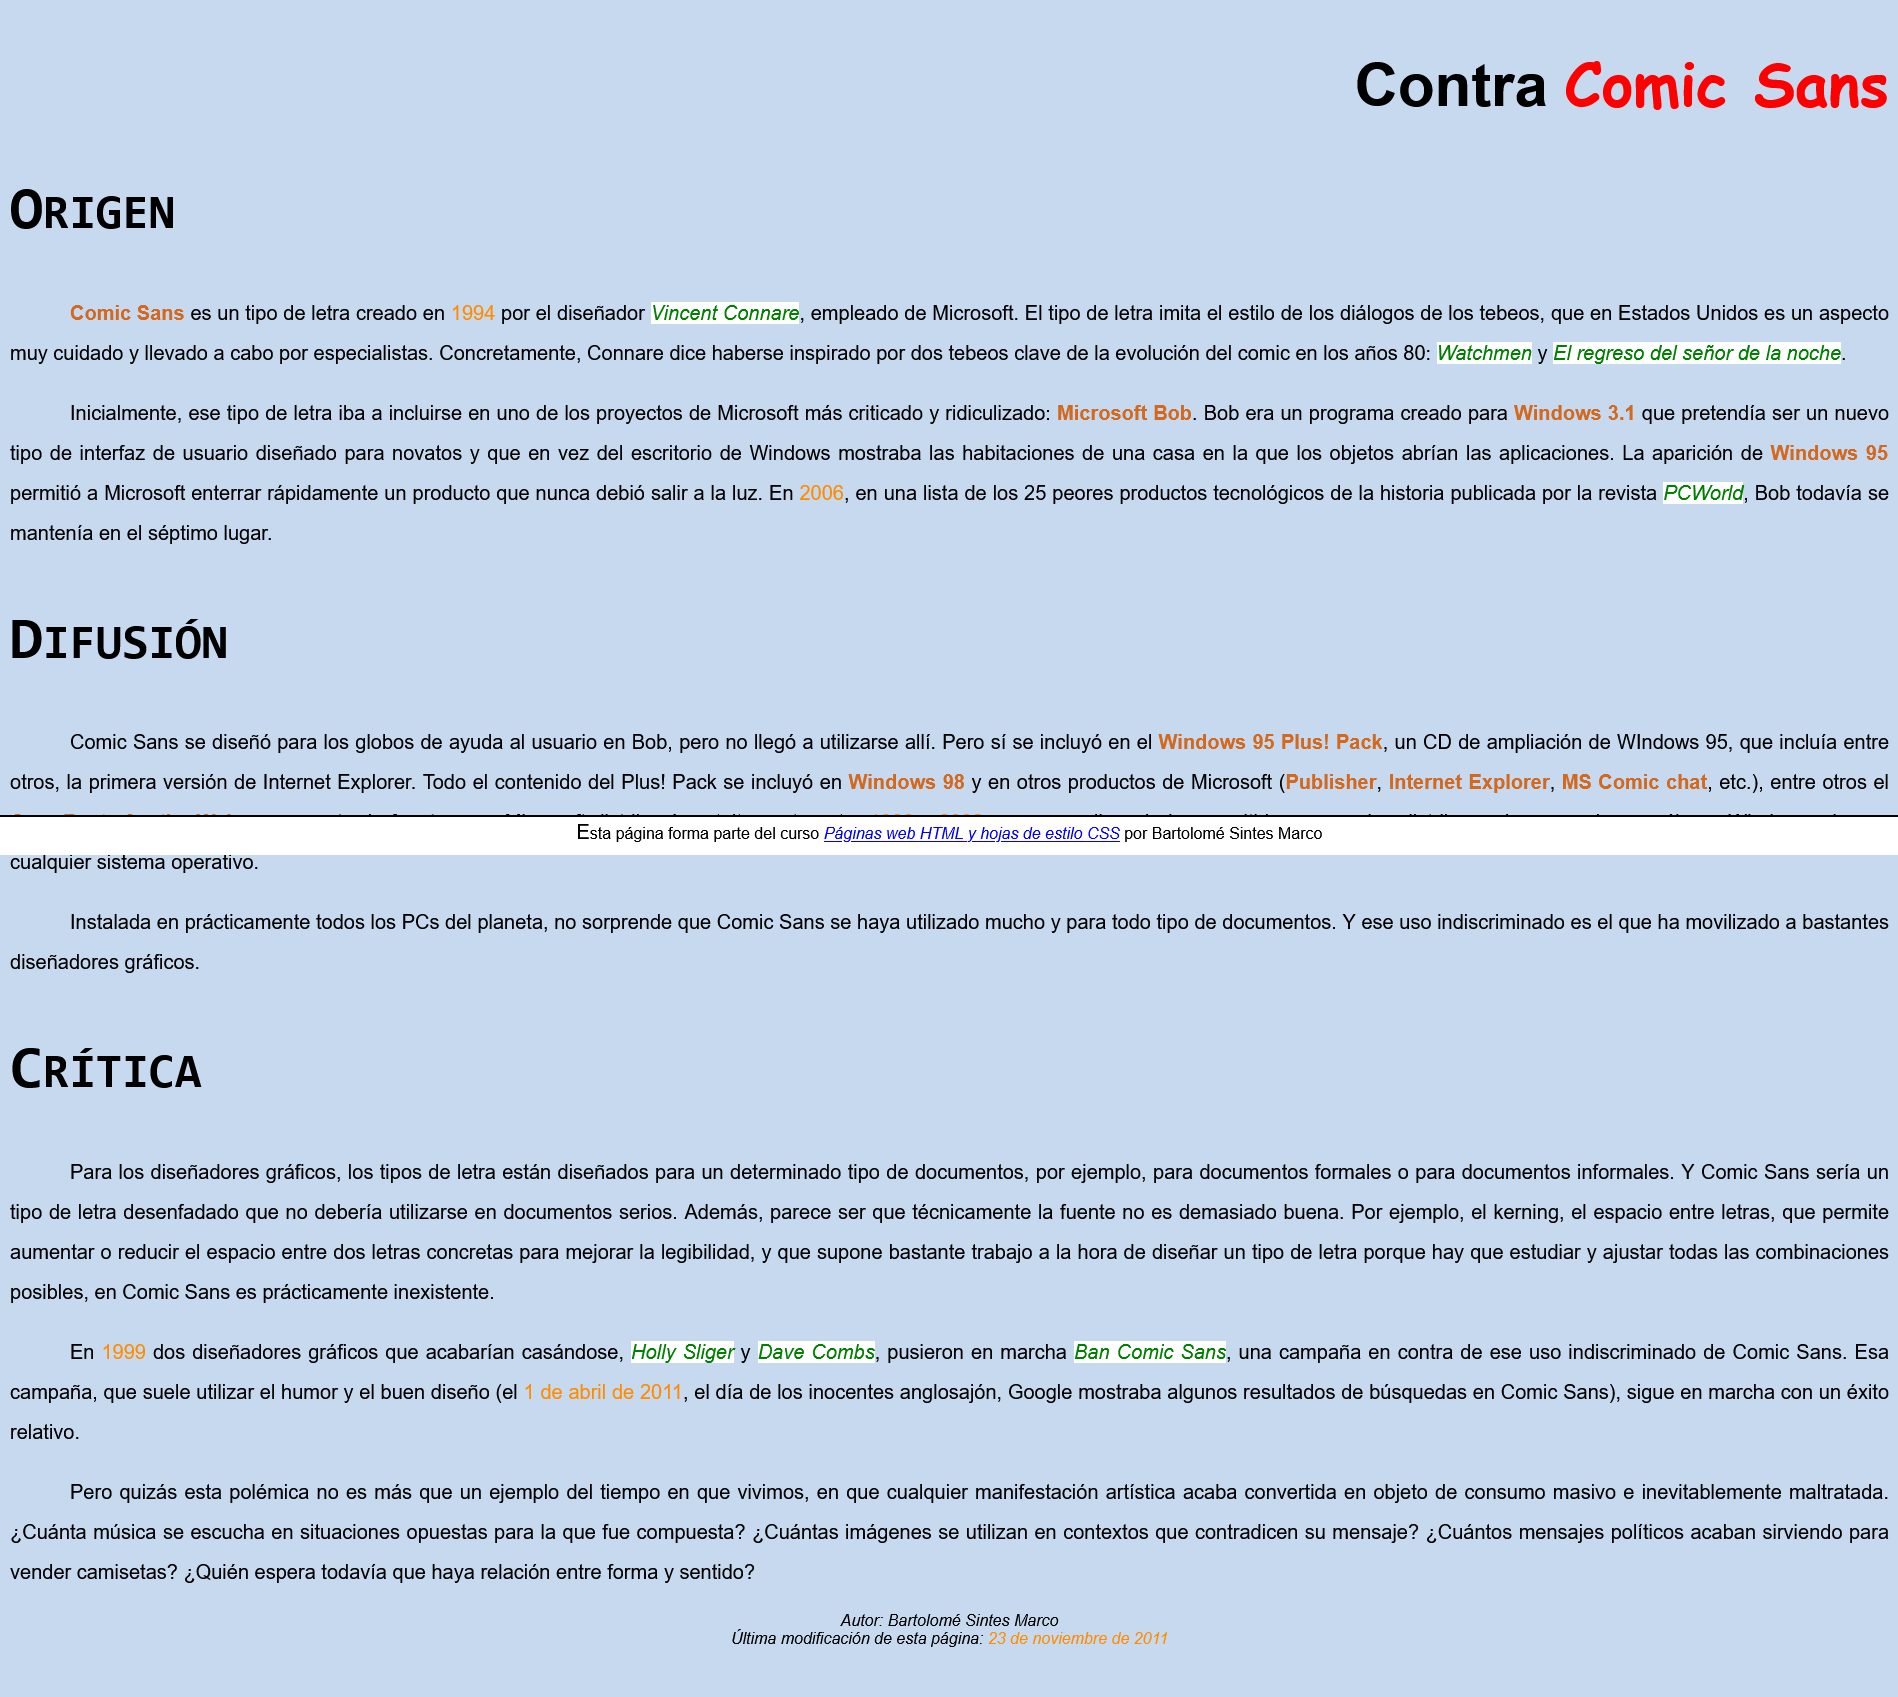 Contra Comic Sans
ORIGEN
Comic Sans es un tipo de letra creado en 1994 por el diseñador Vincent Connare, empleado de Microsoft. El tipo de letra imita el estilo de los diálogos de los tebeos, que en Estados Unidos es un aspecto
muy cuidado y llevado a cabo por especialistas. Concretamente, Connare dice haberse inspirado por dos tebeos clave de la evolución del comic en los años 80: Watchmen y El regreso del señor de la noche.
Inicialmente, ese tipo de letra iba a incluirse en uno de los proyectos de Microsoft más criticado y ridiculizado: Microsoft Bob. Bob era un programa creado para Windows 3.1 que pretendía ser un nuevo
tipo de interfaz de usuario diseñado para novatos y que en vez del escritorio de Windows mostraba las habitaciones de una casa en la que los objetos abrían las aplicaciones. La aparición de Windows 95
permitió a Microsoft enterrar rápidamente un producto que nunca debió salir a la luz. En 2006, en una lista de los 25 peores productos tecnológicos de la historia publicada por la revista PCWorld, Bob todavía se
mantenía en el séptimo lugar.
DIFUSIÓN
Comic Sans se diseñó para los globos de ayuda al usuario en Bob, pero no llegó a utilizarse allí. Pero sí se incluyó en el Windows 95 Plus! Pack, un CD de ampliación de WIndows 95, que incluía entre
otros, la primera versión de Internet Explorer. Todo el contenido del Plus! Pack se incluyó en Windows 98 y en otros productos de Microsoft (Publisher, Internet Explorer, MS Comic chat, etc.), entre otros el
Esta página forma parte del curso Páginas web HTML y hojas de estilo CSS por Bartolomé Sintes Marco
cualquier sistema operativo.
Instalada en prácticamente todos los PCs del planeta, no sorprende que Comic Sans se haya utilizado mucho y para todo tipo de documentos. Y ese uso indiscriminado es el que ha movilizado a bastantes
diseñadores gráficos.
CRÍTICA
Para los diseñadores gráficos, los tipos de letra están diseñados para un determinado tipo de documentos, por ejemplo, para documentos formales o para documentos informales. Y Comic Sans sería un
tipo de letra desenfadado que no debería utilizarse en documentos serios. Además, parece ser que técnicamente la fuente no es demasiado buena. Por ejemplo, el kerning, el espacio entre letras, que permite
aumentar o reducir el espacio entre dos letras concretas para mejorar la legibilidad, y que supone bastante trabajo a la hora de diseñar un tipo de letra porque hay que estudiar y ajustar todas las combinaciones
posibles, en Comic Sans es prácticamente inexistente.
En 1999 dos diseñadores gráficos que acabarían casándose, Holly Sliger y Dave Combs, pusieron en marcha Ban Comic Sans, una campaña en contra de ese uso indiscriminado de Comic Sans. Esa
campaña, que suele utilizar el humor y el buen diseño (el 1 de abril de 2011, el día de los inocentes anglosajón, Google mostraba algunos resultados de búsquedas en Comic Sans), sigue en marcha con un éxito
relativo.
Pero quizás esta polémica no es más que un ejemplo del tiempo en que vivimos, en que cualquier manifestación artística acaba convertida en objeto de consumo masivo e inevitablemente maltratada.
¿Cuánta música se escucha en situaciones opuestas para la que fue compuesta? ¿Cuántas imágenes se utilizan en contextos que contradicen su mensaje? ¿Cuántos mensajes políticos acaban sirviendo para
vender camisetas? ¿Quién espera todavía que haya relación entre forma y sentido?
Autor: Bartolomé Sintes Marco
Última modificación de esta página: 23 de noviembre de 2011